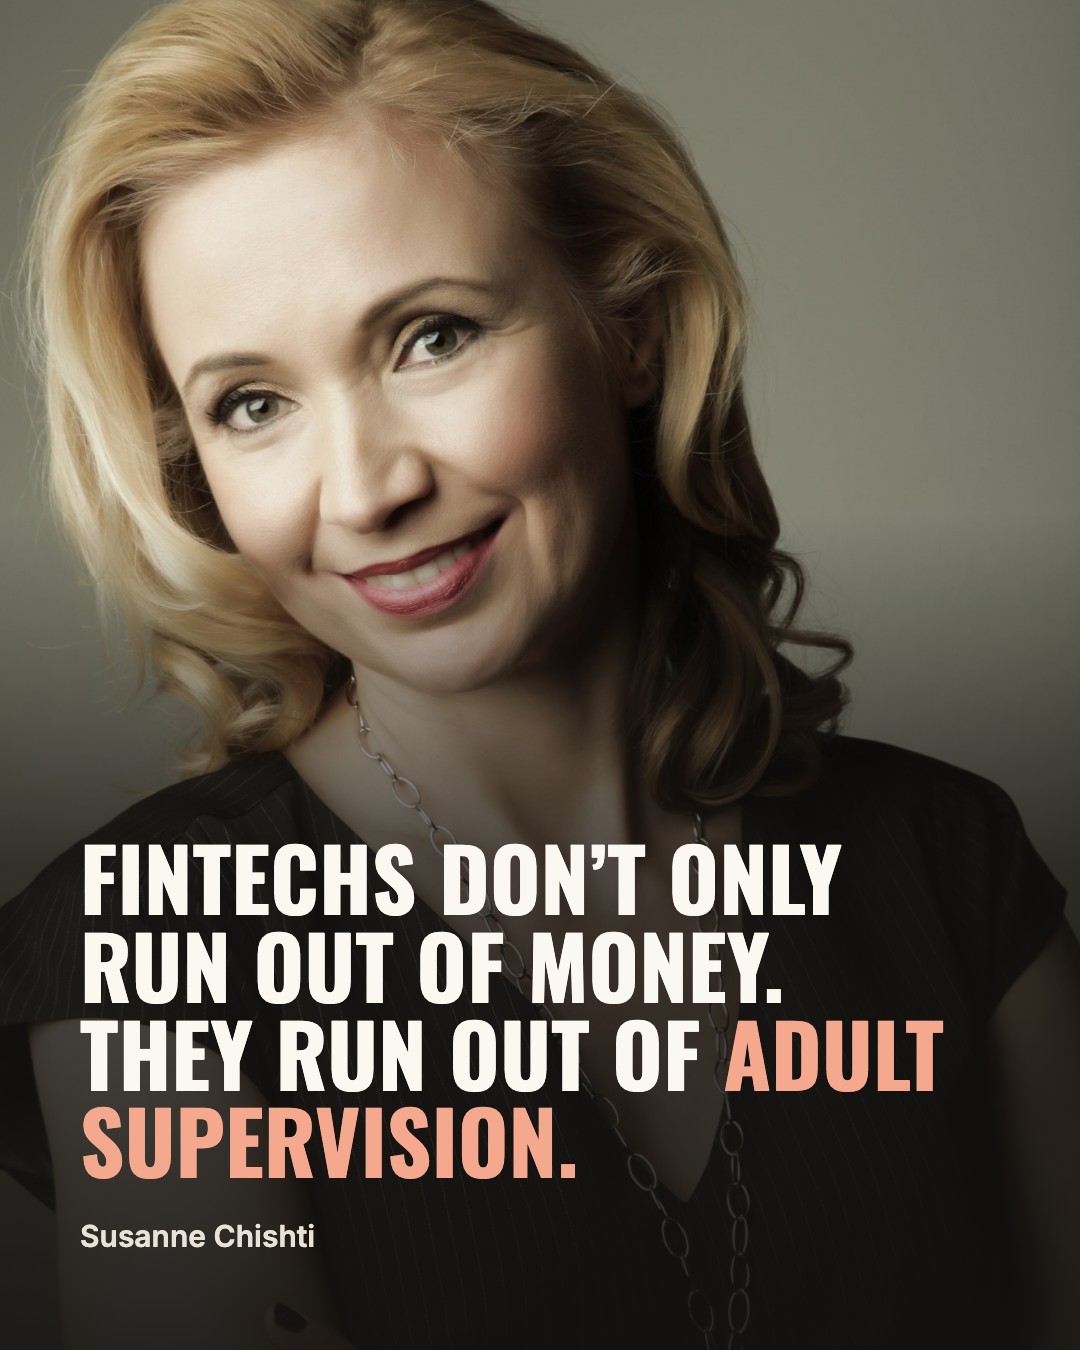 FINTECHS DON’T ONLY
RUN OUT OF MONEY.
THEY RUN OUT OF ADULT
SUPERVISION.
Susanne Chishti